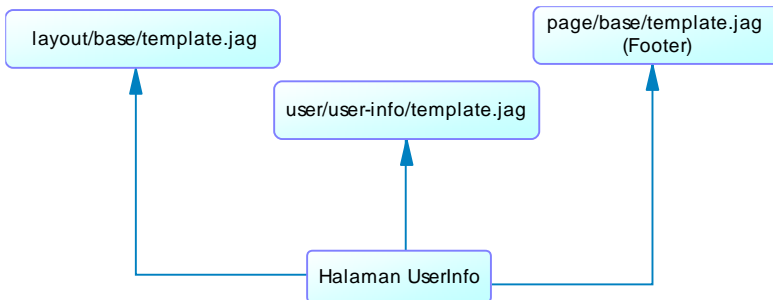 layout/base/template.jag
page/base/template.jag
(Footer)
user/user-info/template.jag
Halaman UserInfo